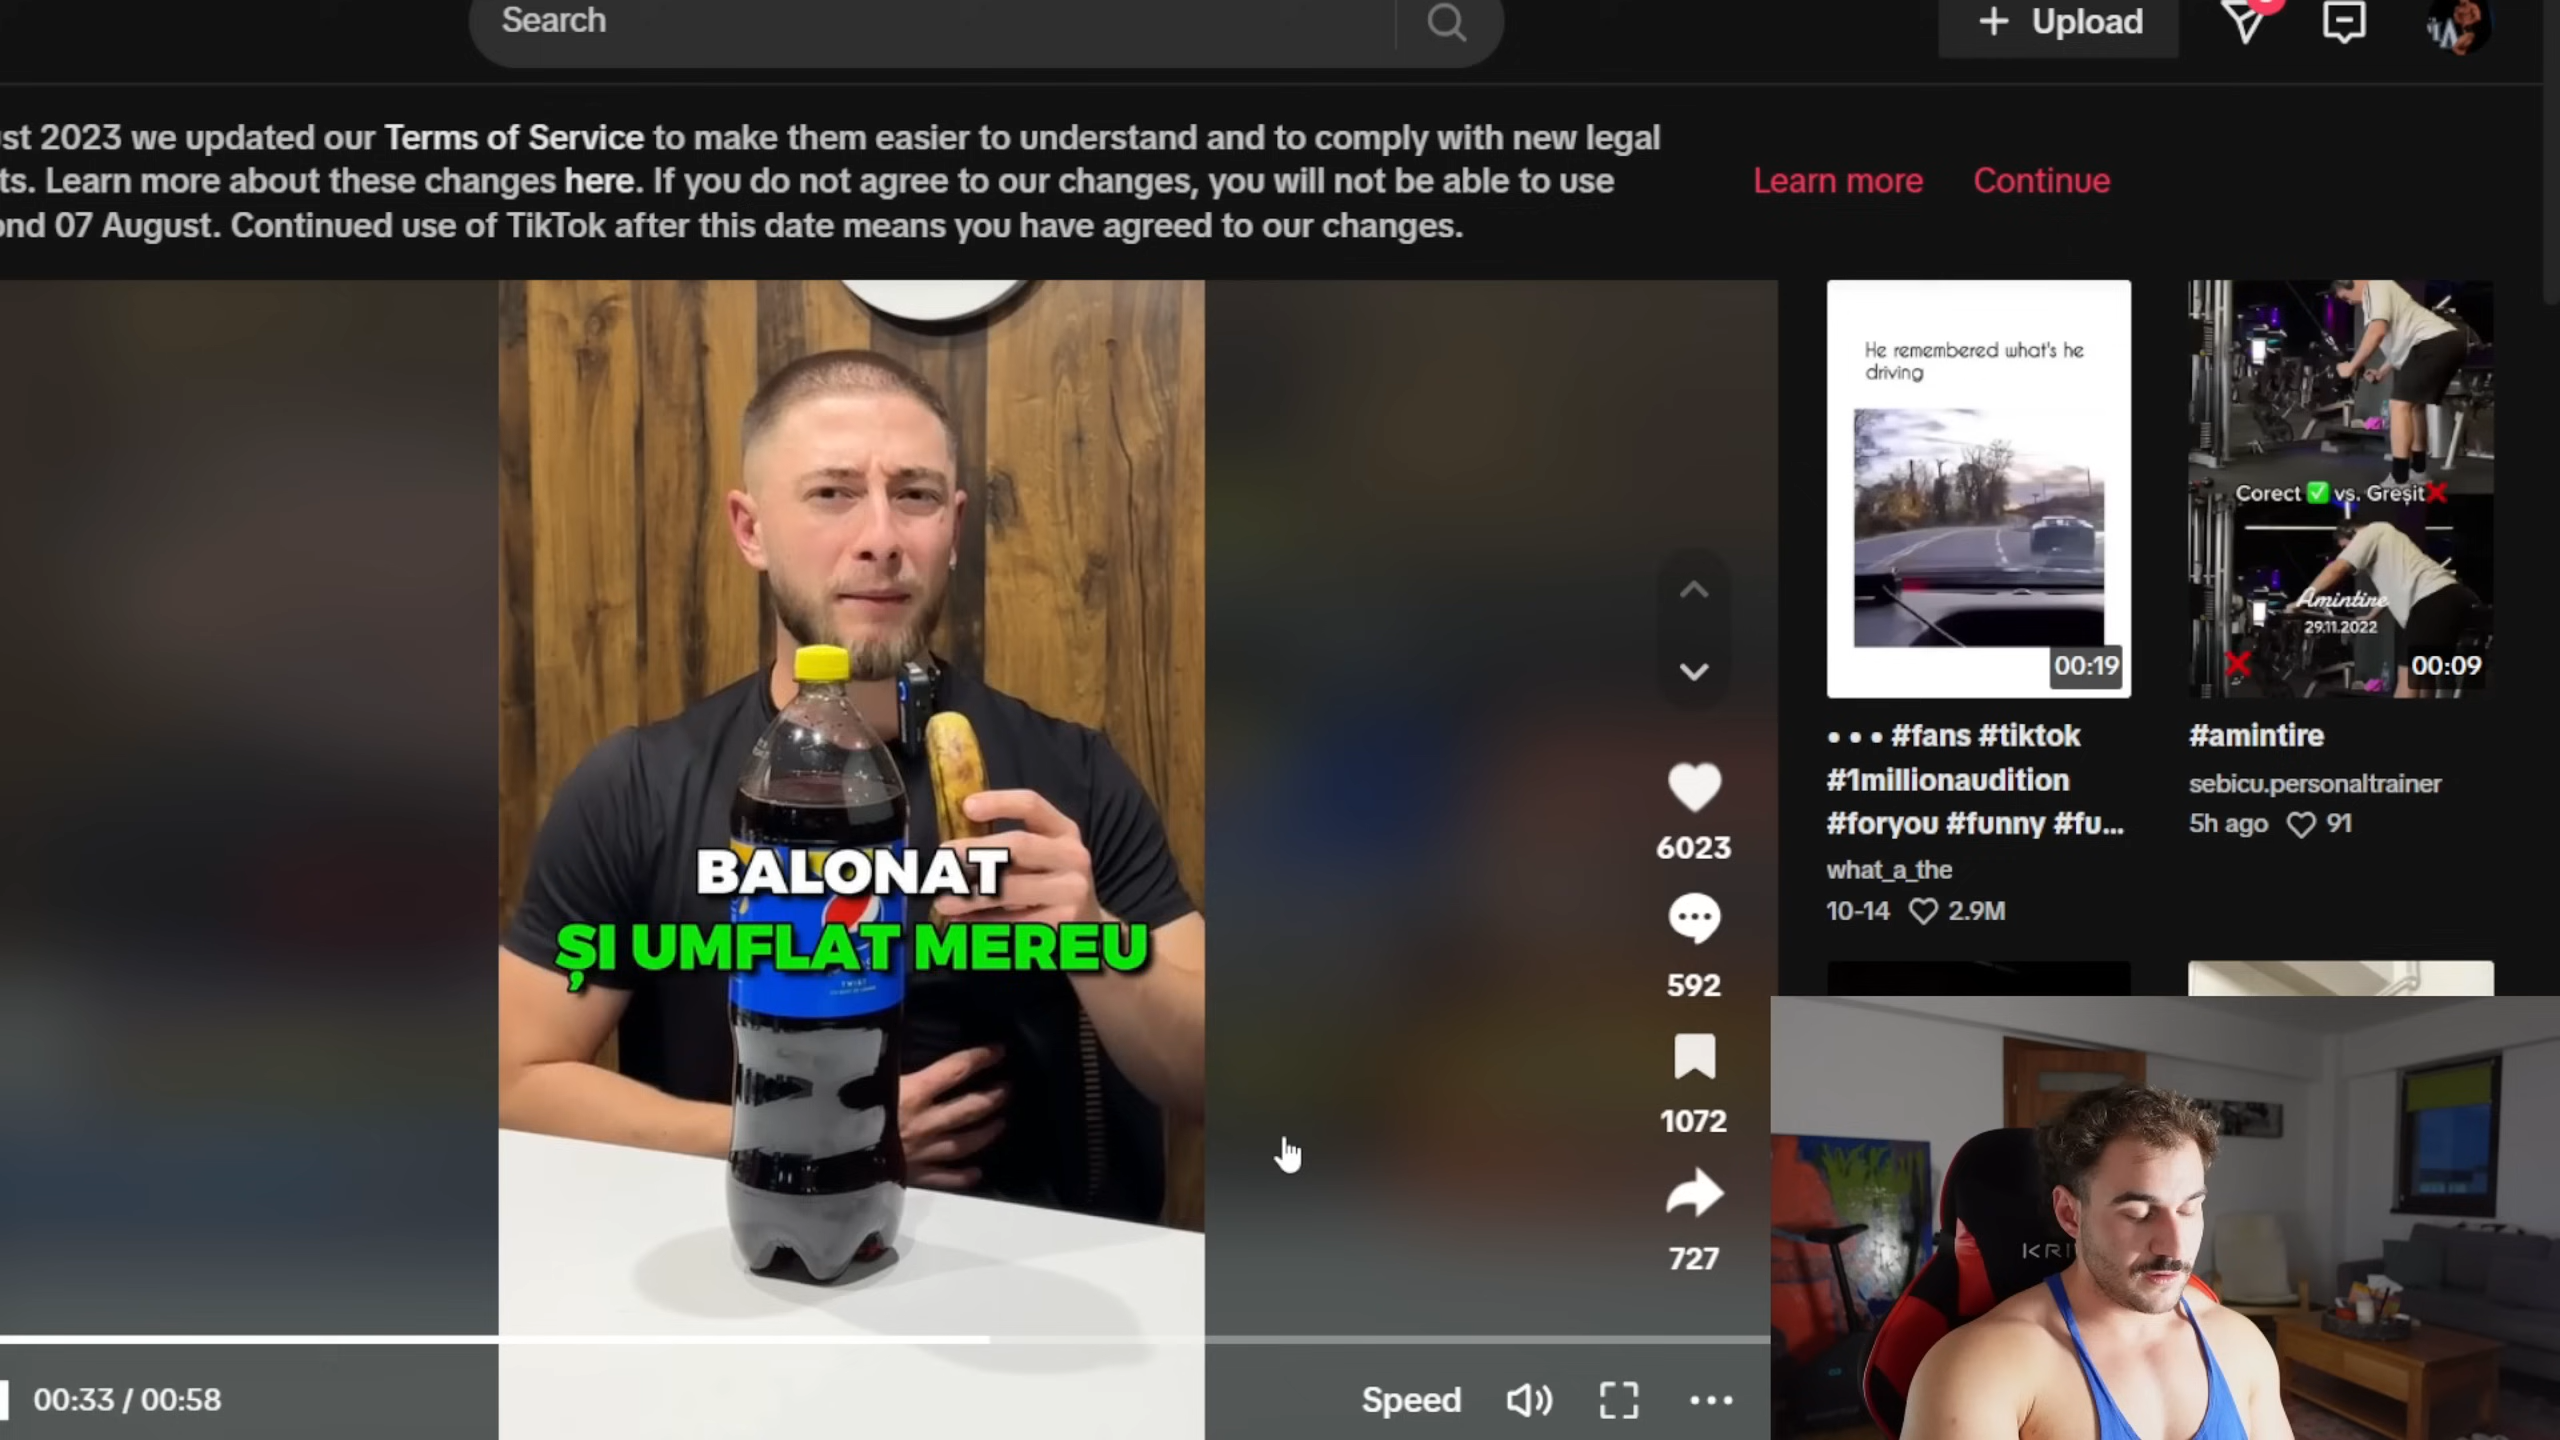 Search
Upload
st 2023 we updated our Terms of Service to make them easier to understand and to comply with new legal
ts. Learn more about these changes here. If you do not agree to our changes, you will not be able to use
ond 07 August. Continued use of TikTok after this date means you have agreed to our changes.
Learn more
Continue
BALONAT
ȘI UMFLAT MEREU
TWIST
6023
592
1072
727
00:33 / 00:58
Speed
He remembered what's he
driving
00:19
• • • #fans #tiktok
#1millionaudition
#foryou #funny #fu...
what_a_the
10-14 2.9M
Corect ✅ vs. Greșit❌
Amintire
29.11.2022
00:09
#amintire
sebicu.personaltrainer
5h ago 91
KRI